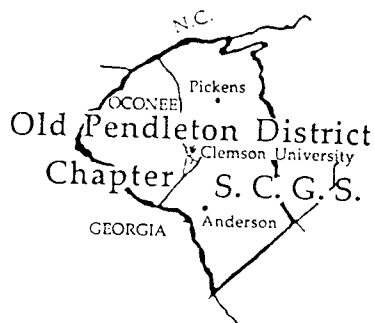 N.C.
Pickens
OCONEE
Old Pendleton District
Clemson University
Chapter S. C. G. S.
Anderson
GEORGIA